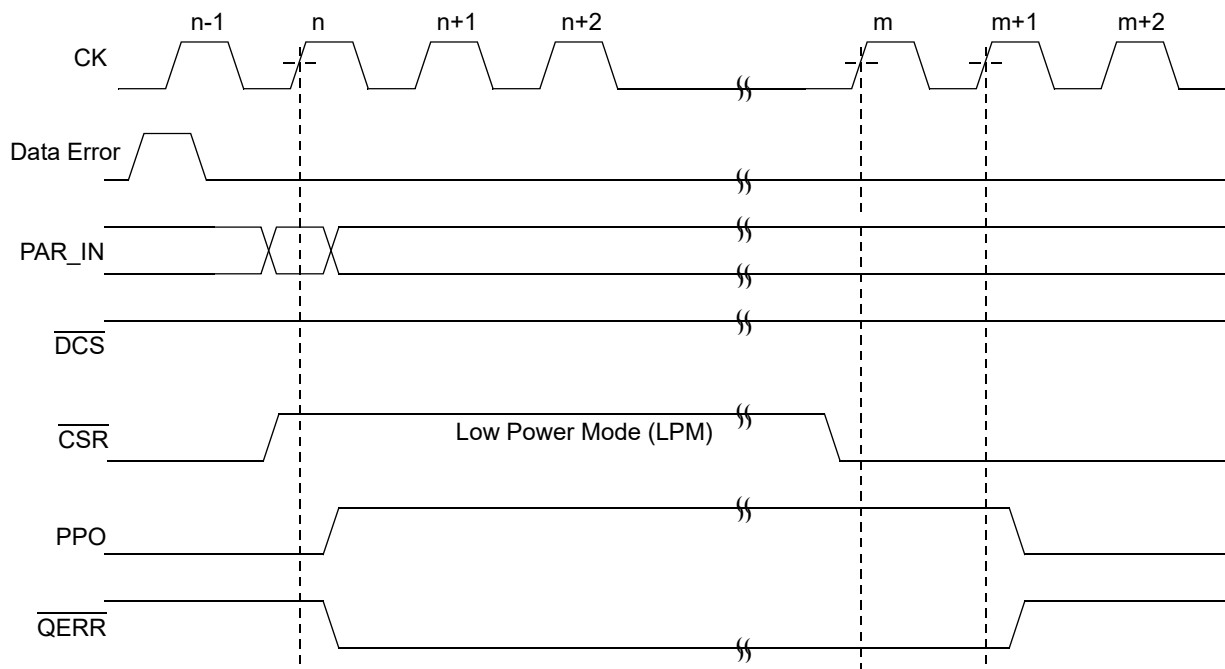 n-1 n n+1 n+2 m m+1 m+2
CK
Data Error
PAR_IN
DCS
CSR
Low Power Mode (LPM)
PPO
QERR